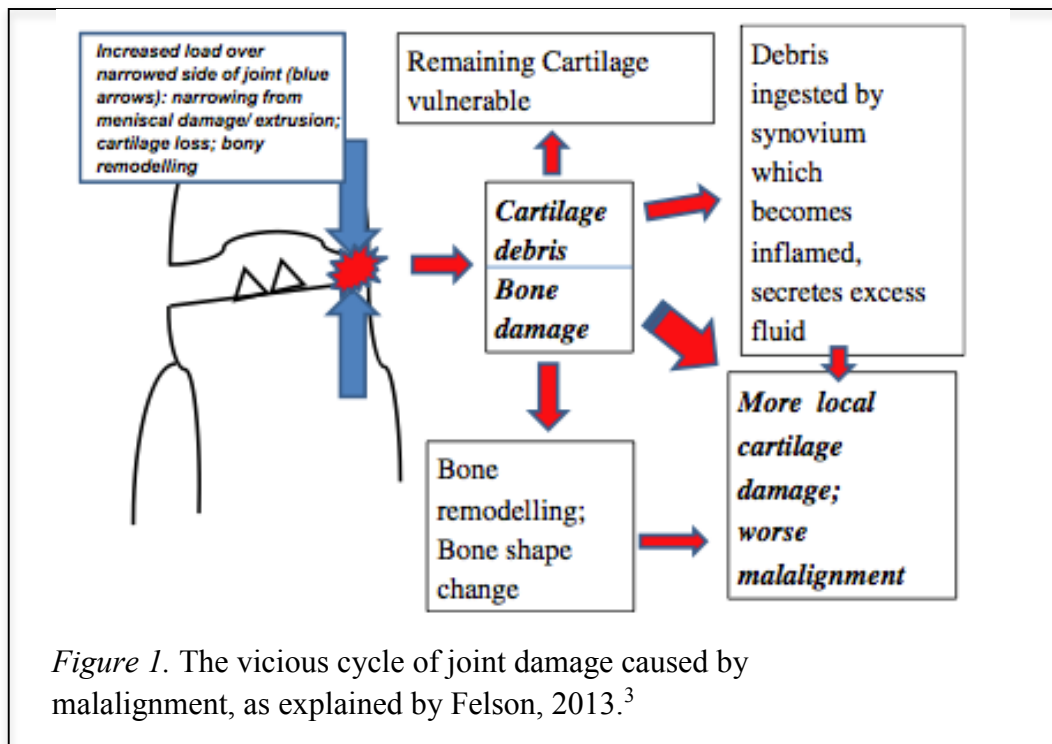 Increased load over
narrowed side of joint (blue
arrows): narrowing from
meniscal damage/ extrusion;
cartilage loss; bony
remodelling
Remaining Cartilage
vulnerable
Debris
ingested by
synovium
which
becomes
inflamed,
secretes excess
fluid
Cartilage
debris
Bone
damage
Bone
remodelling;
Bone shape
change
More local
cartilage
damage;
worse
malalignment
Figure 1. The vicious cycle of joint damage caused by
malalignment, as explained by Felson, 2013.³